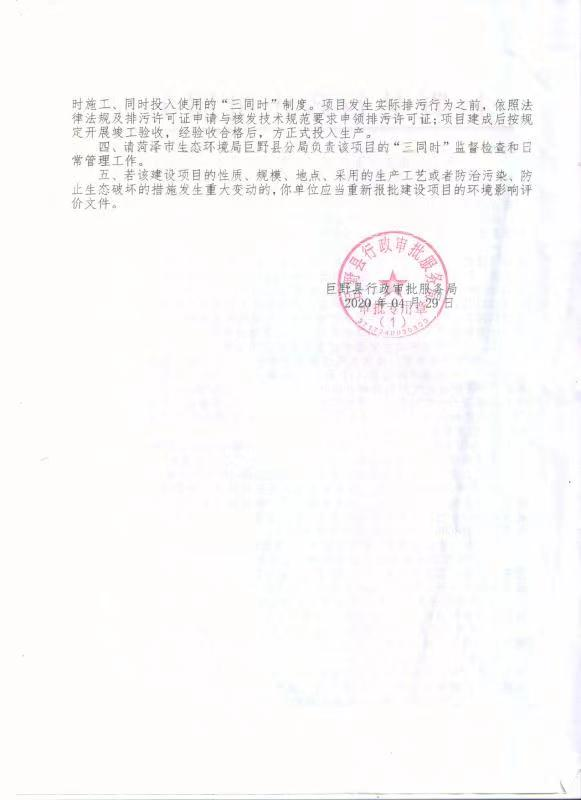 时施工、同时投入使用的“三同时”制度。项目发生实际排污行为之前，依照法
律法规及排污许可证申请与核发技术规范要求申领排污许可证;项目建成后按规
定开展竣工验收，经验收合格后，方正式投入生产。
四、请菏泽市生态环境局巨野县分局负责该项目的“三同时”监督检查和日
常管理工作。
五、若该建设项目的性质、规模、地点、采用的生产工艺或者防治污染、防
止生态破坏的措施发生重大变动的,你单位应当重新报批建设项目的环境影响评
价文件。
巨野县行政审批服务局
2020 年 04 月 29 日
巨野县行政审批服务局
审批专用章
（1）